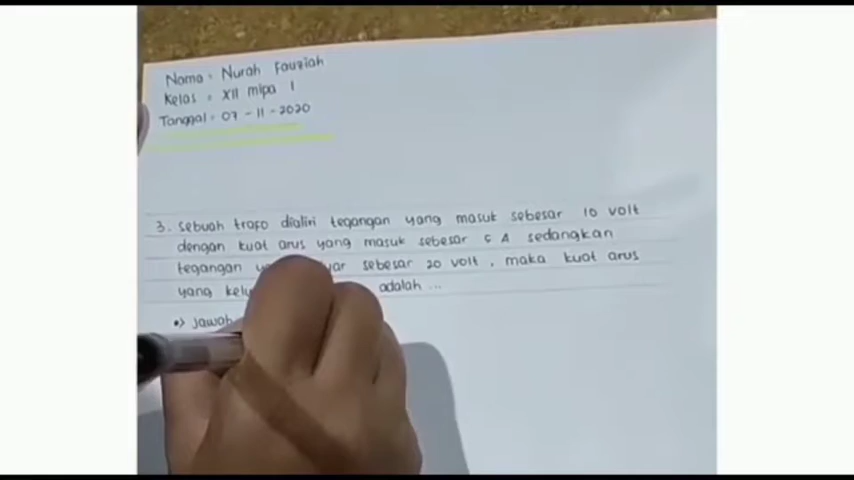 Nama : Nurah Fauziah
Kelas : XII mipa 1
Tanggal : 07-11-2020
3. sebuah trafo dialiri tegangan yang masuk sebesar 10 volt
dengan kuat arus yang masuk sebesar 5 A sedangkan
tegangan sebesar 20 volt, maka kuat arus
yang adalah ...
•> jawab